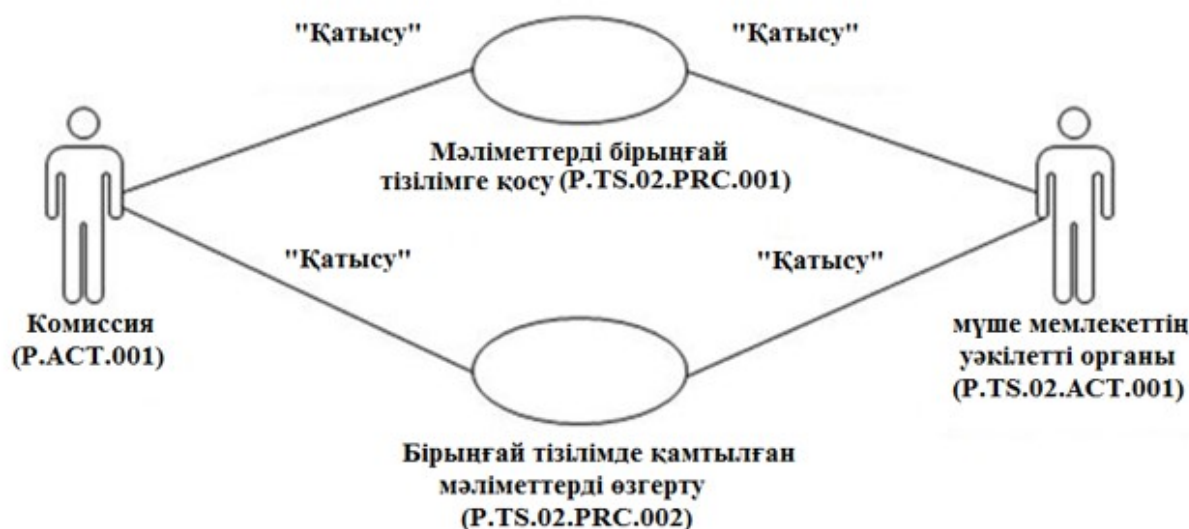 "Қатысу" "Қатысу"
Мәліметтерді бірыңғай
тізілімге қосу (P.TS.02.PRC.001)
"Қатысу" "Қатысу"
Комиссия
(P.ACT.001)
мүше мемлекеттің
уәкілетті органы
(P.TS.02.ACT.001)
Бірыңғай тізілімде қамтылған
мәліметтерді өзгерту
(P.TS.02.PRC.002)